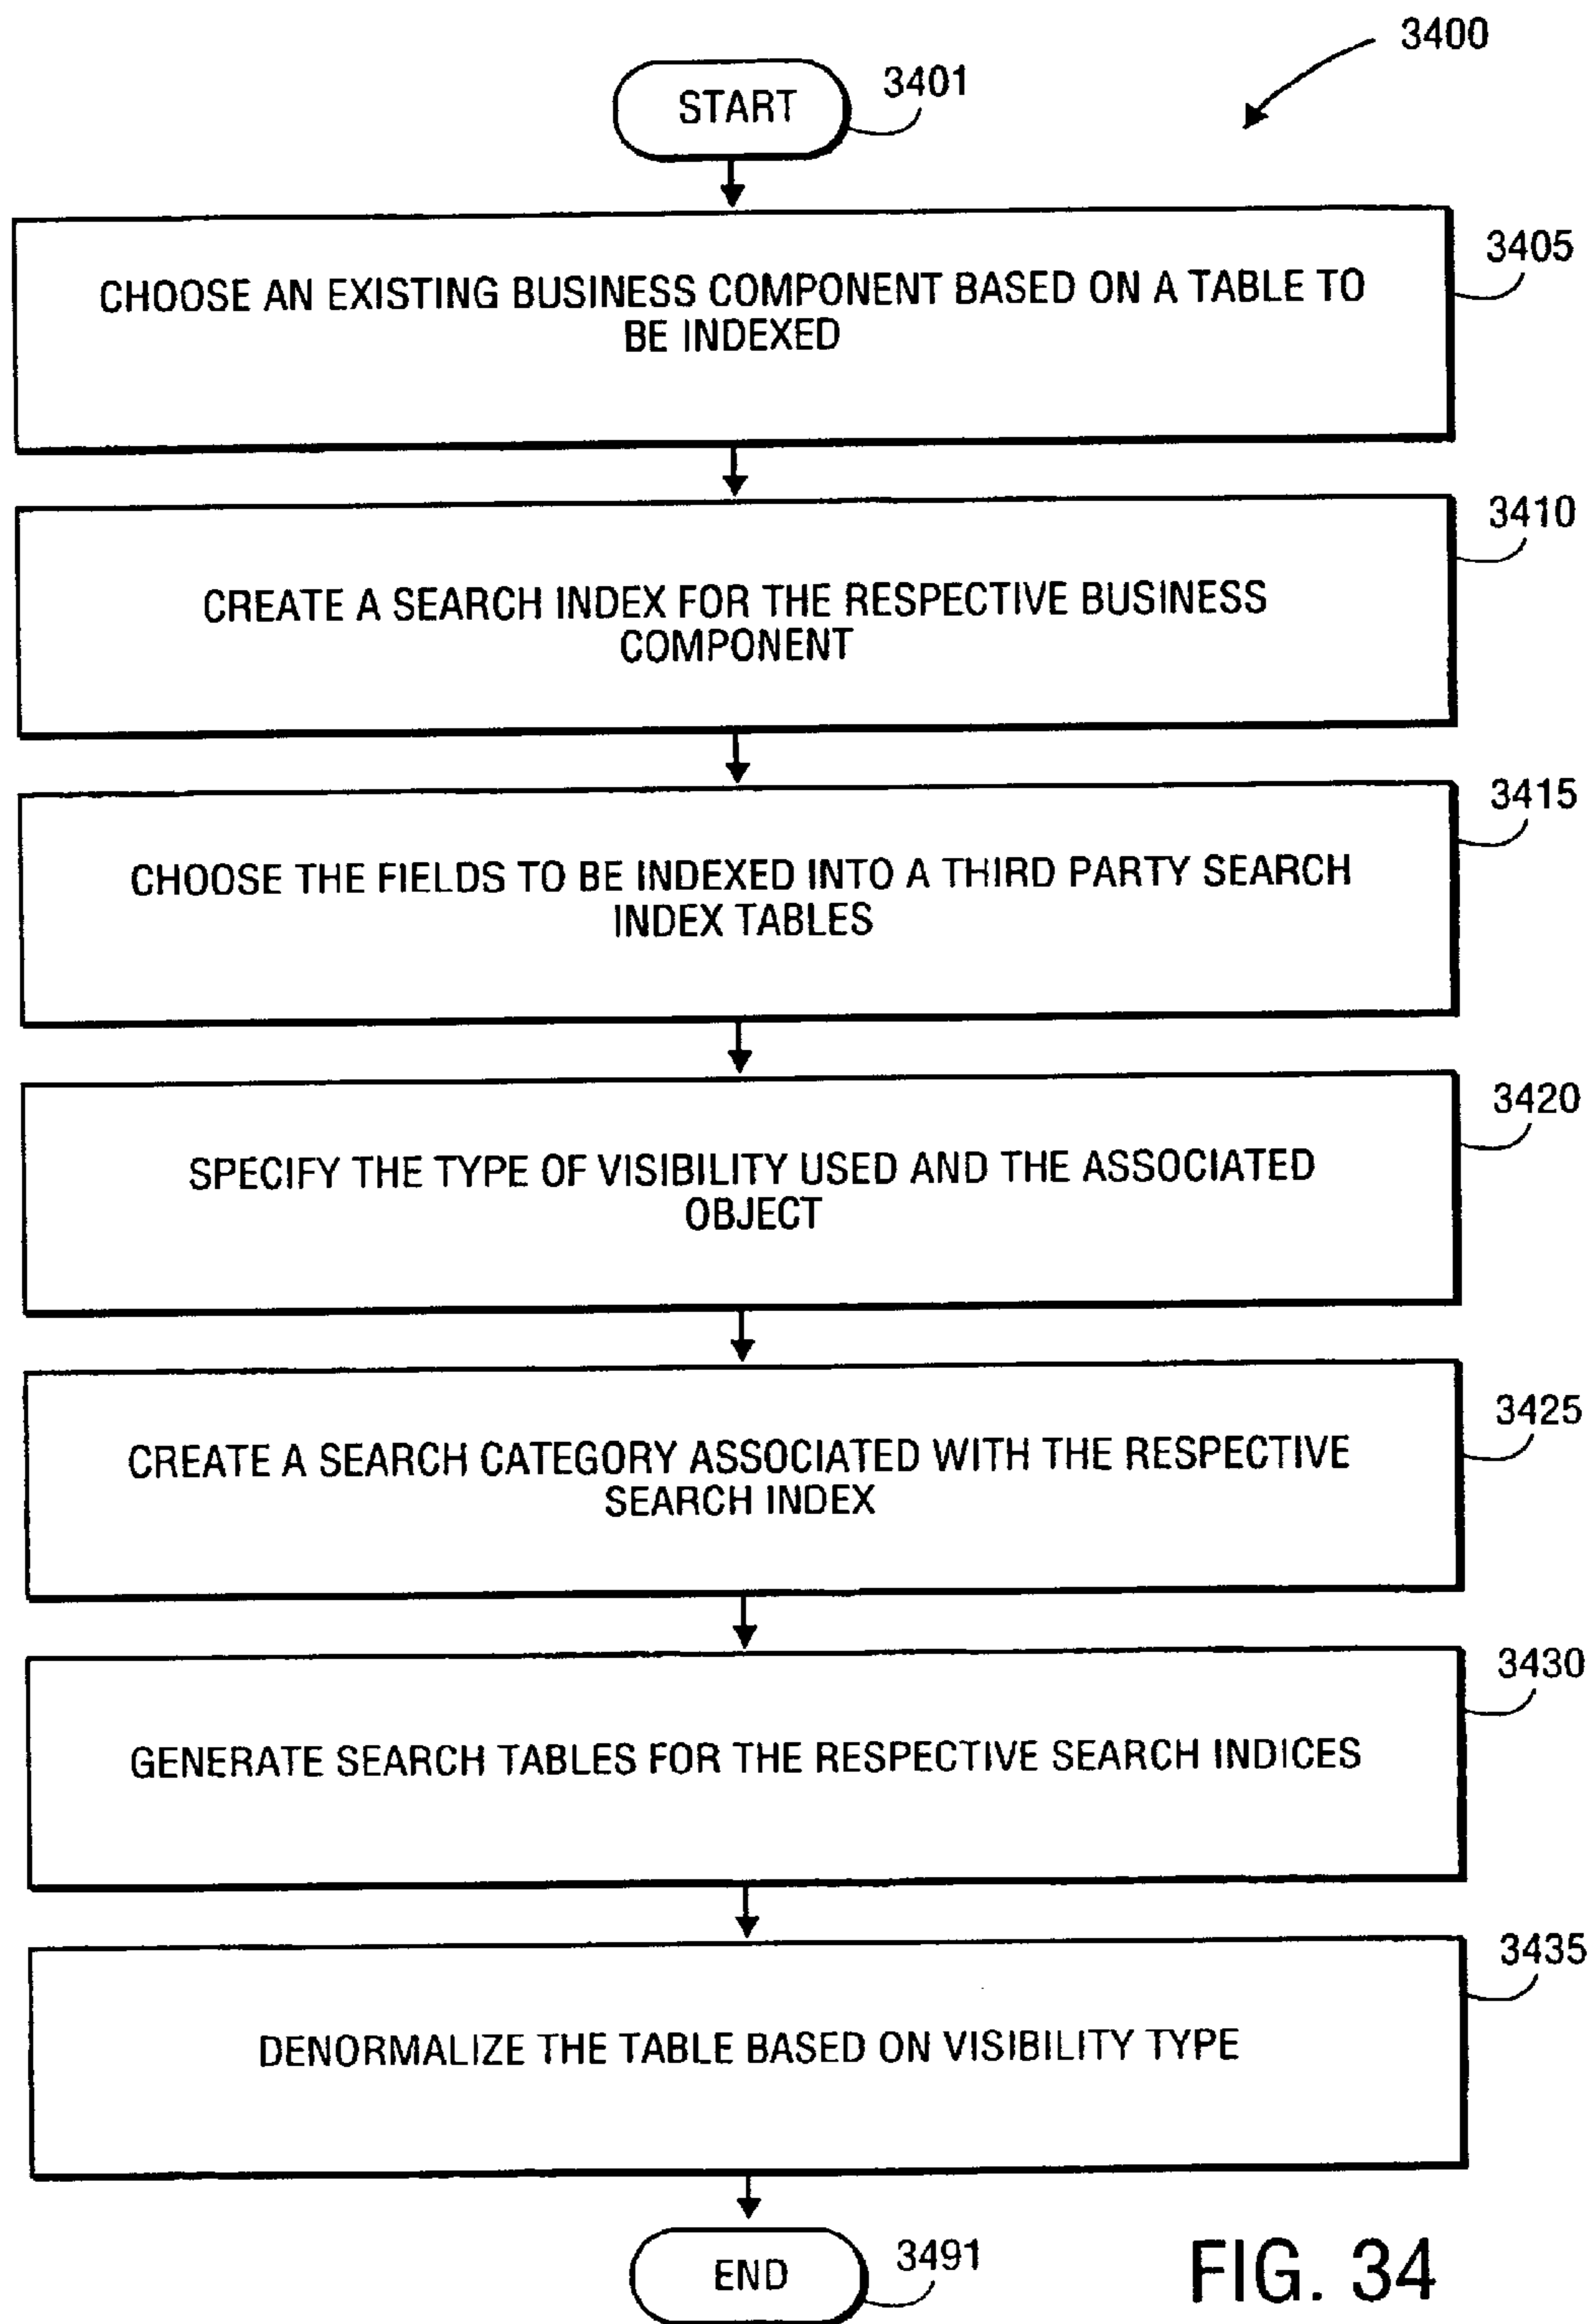 3400
START
3401
CHOOSE AN EXISTING BUSINESS COMPONENT BASED ON A TABLE TO
BE INDEXED
3405
CREATE A SEARCH INDEX FOR THE RESPECTIVE BUSINESS
COMPONENT
3410
CHOOSE THE FIELDS TO BE INDEXED INTO A THIRD PARTY SEARCH
INDEX TABLES
3415
SPECIFY THE TYPE OF VISIBILITY USED AND THE ASSOCIATED
OBJECT
3420
CREATE A SEARCH CATEGORY ASSOCIATED WITH THE RESPECTIVE
SEARCH INDEX
3425
GENERATE SEARCH TABLES FOR THE RESPECTIVE SEARCH INDICES
3430
DENORMALIZE THE TABLE BASED ON VISIBILITY TYPE
3435
END
3491
FIG. 34